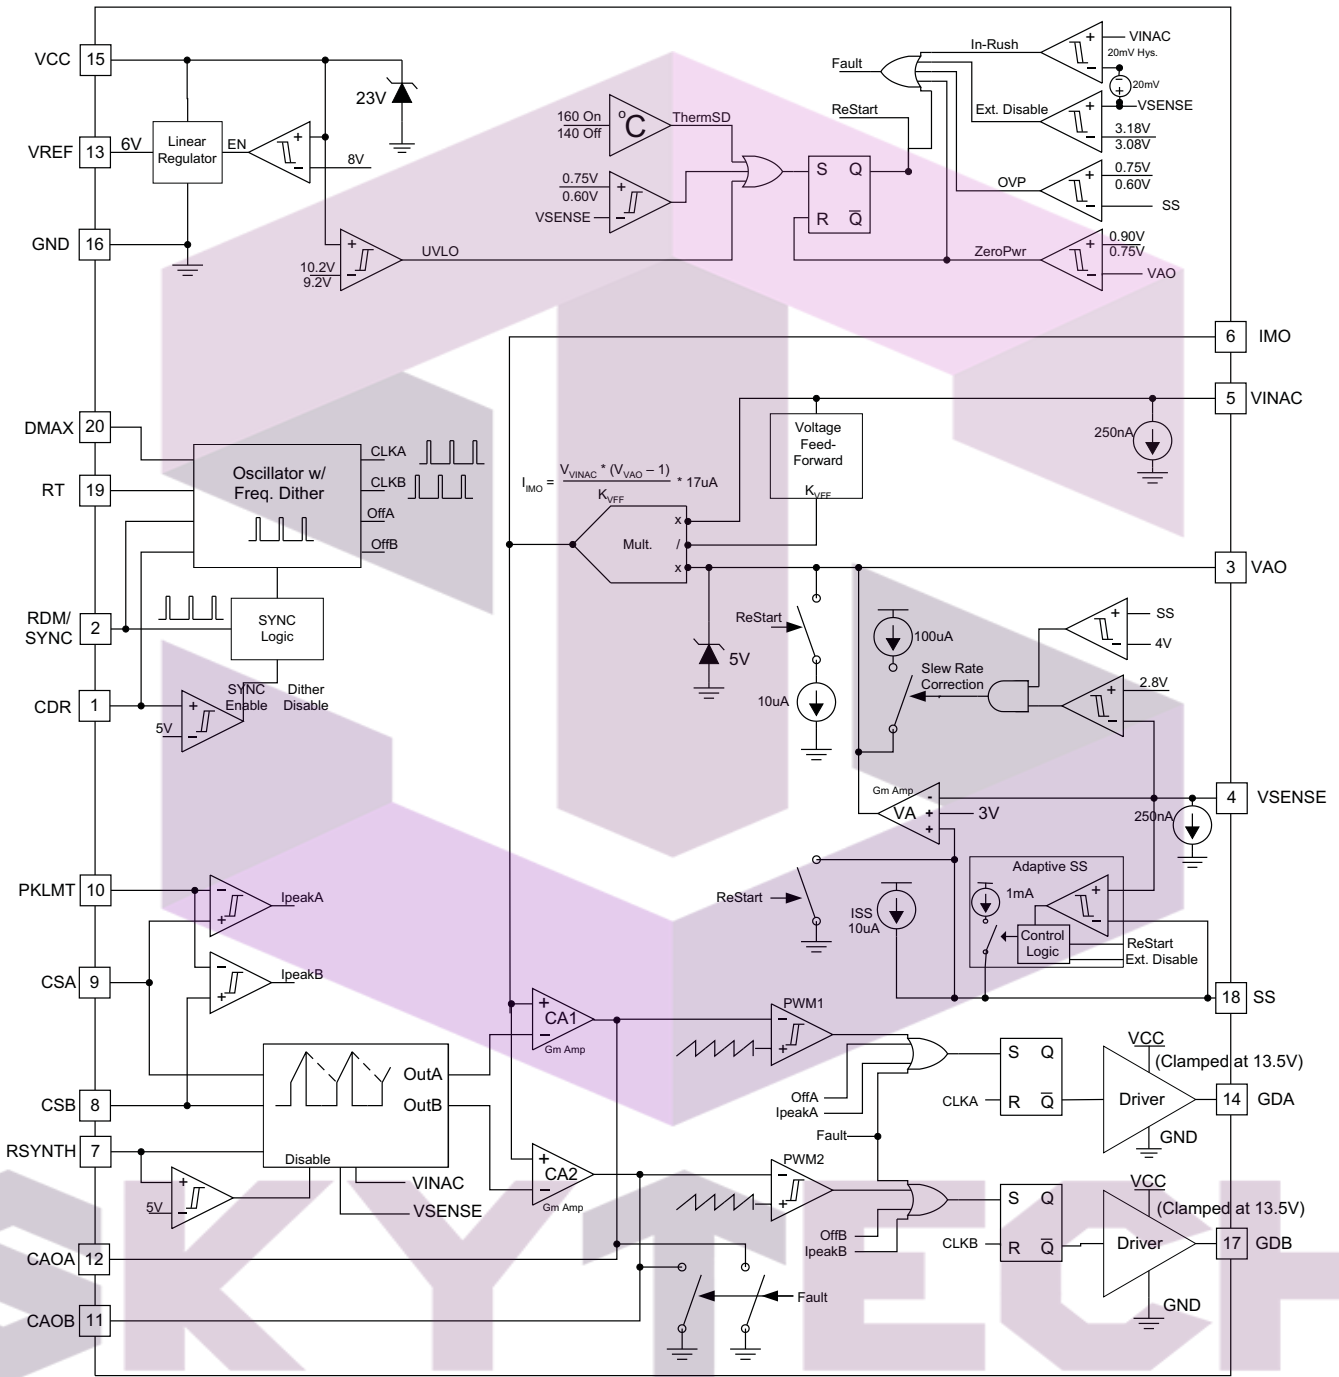 VCC 15
23V
VREF 13 6V
Linear
Regulator
EN
8V
GND 16
10.2V
9.2V
+
−
UVLO
160 On
140 Off
°C
ThermSD
0.75V
0.60V
VSENSE
+
−
S Q
R Q̅
Fault
ReStart
In-Rush
+
−
VINAC
20mV Hys.
20mV
Ext. Disable
+
−
VSENSE
3.18V
3.08V
OVP
+
−
0.75V
0.60V
SS
ZeroPwr
+
−
0.90V
0.75V
VAO
6 IMO
5 VINAC
250nA
Voltage
Feed-
Forward
K_VFF
I_IMO = V_VINAC * (V_VAO – 1) / K_VFF * 17uA
Mult.
x
/
x
3 VAO
DMAX 20
RT 19
Oscillator w/
Freq. Dither
CLKA
CLKB
OffA
OffB
RDM/
SYNC
2
SYNC
Logic
CDR 1
SYNC
Enable
Dither
Disable
5V
+
−
ReStart
5V
10uA
100uA
Slew Rate
Correction
+
−
SS
4V
+
−
2.8V
Gm Amp
VA
-
+
+
3V
4 VSENSE
250nA
ReStart
ISS
10uA
Adaptive SS
1mA
+
−
Control
Logic
ReStart
Ext. Disable
18 SS
PKLMT 10
−
+
IpeakA
CSA 9
−
+
IpeakB
CSB 8
OutA
OutB
RSYNTH 7
Disable
5V
+
−
VINAC
VSENSE
CAOA 12
CAOB 11
+
−
CA1
Gm Amp
+
−
CA2
Gm Amp
PWM1
−
+
OffA
IpeakA
Fault
CLKA
S Q
R Q̅
VCC
(Clamped at 13.5V)
Driver
GND
14 GDA
PWM2
−
+
OffB
IpeakB
CLKB
S Q
R Q̅
VCC
(Clamped at 13.5V)
Driver
GND
17 GDB
Fault
SKYTECH